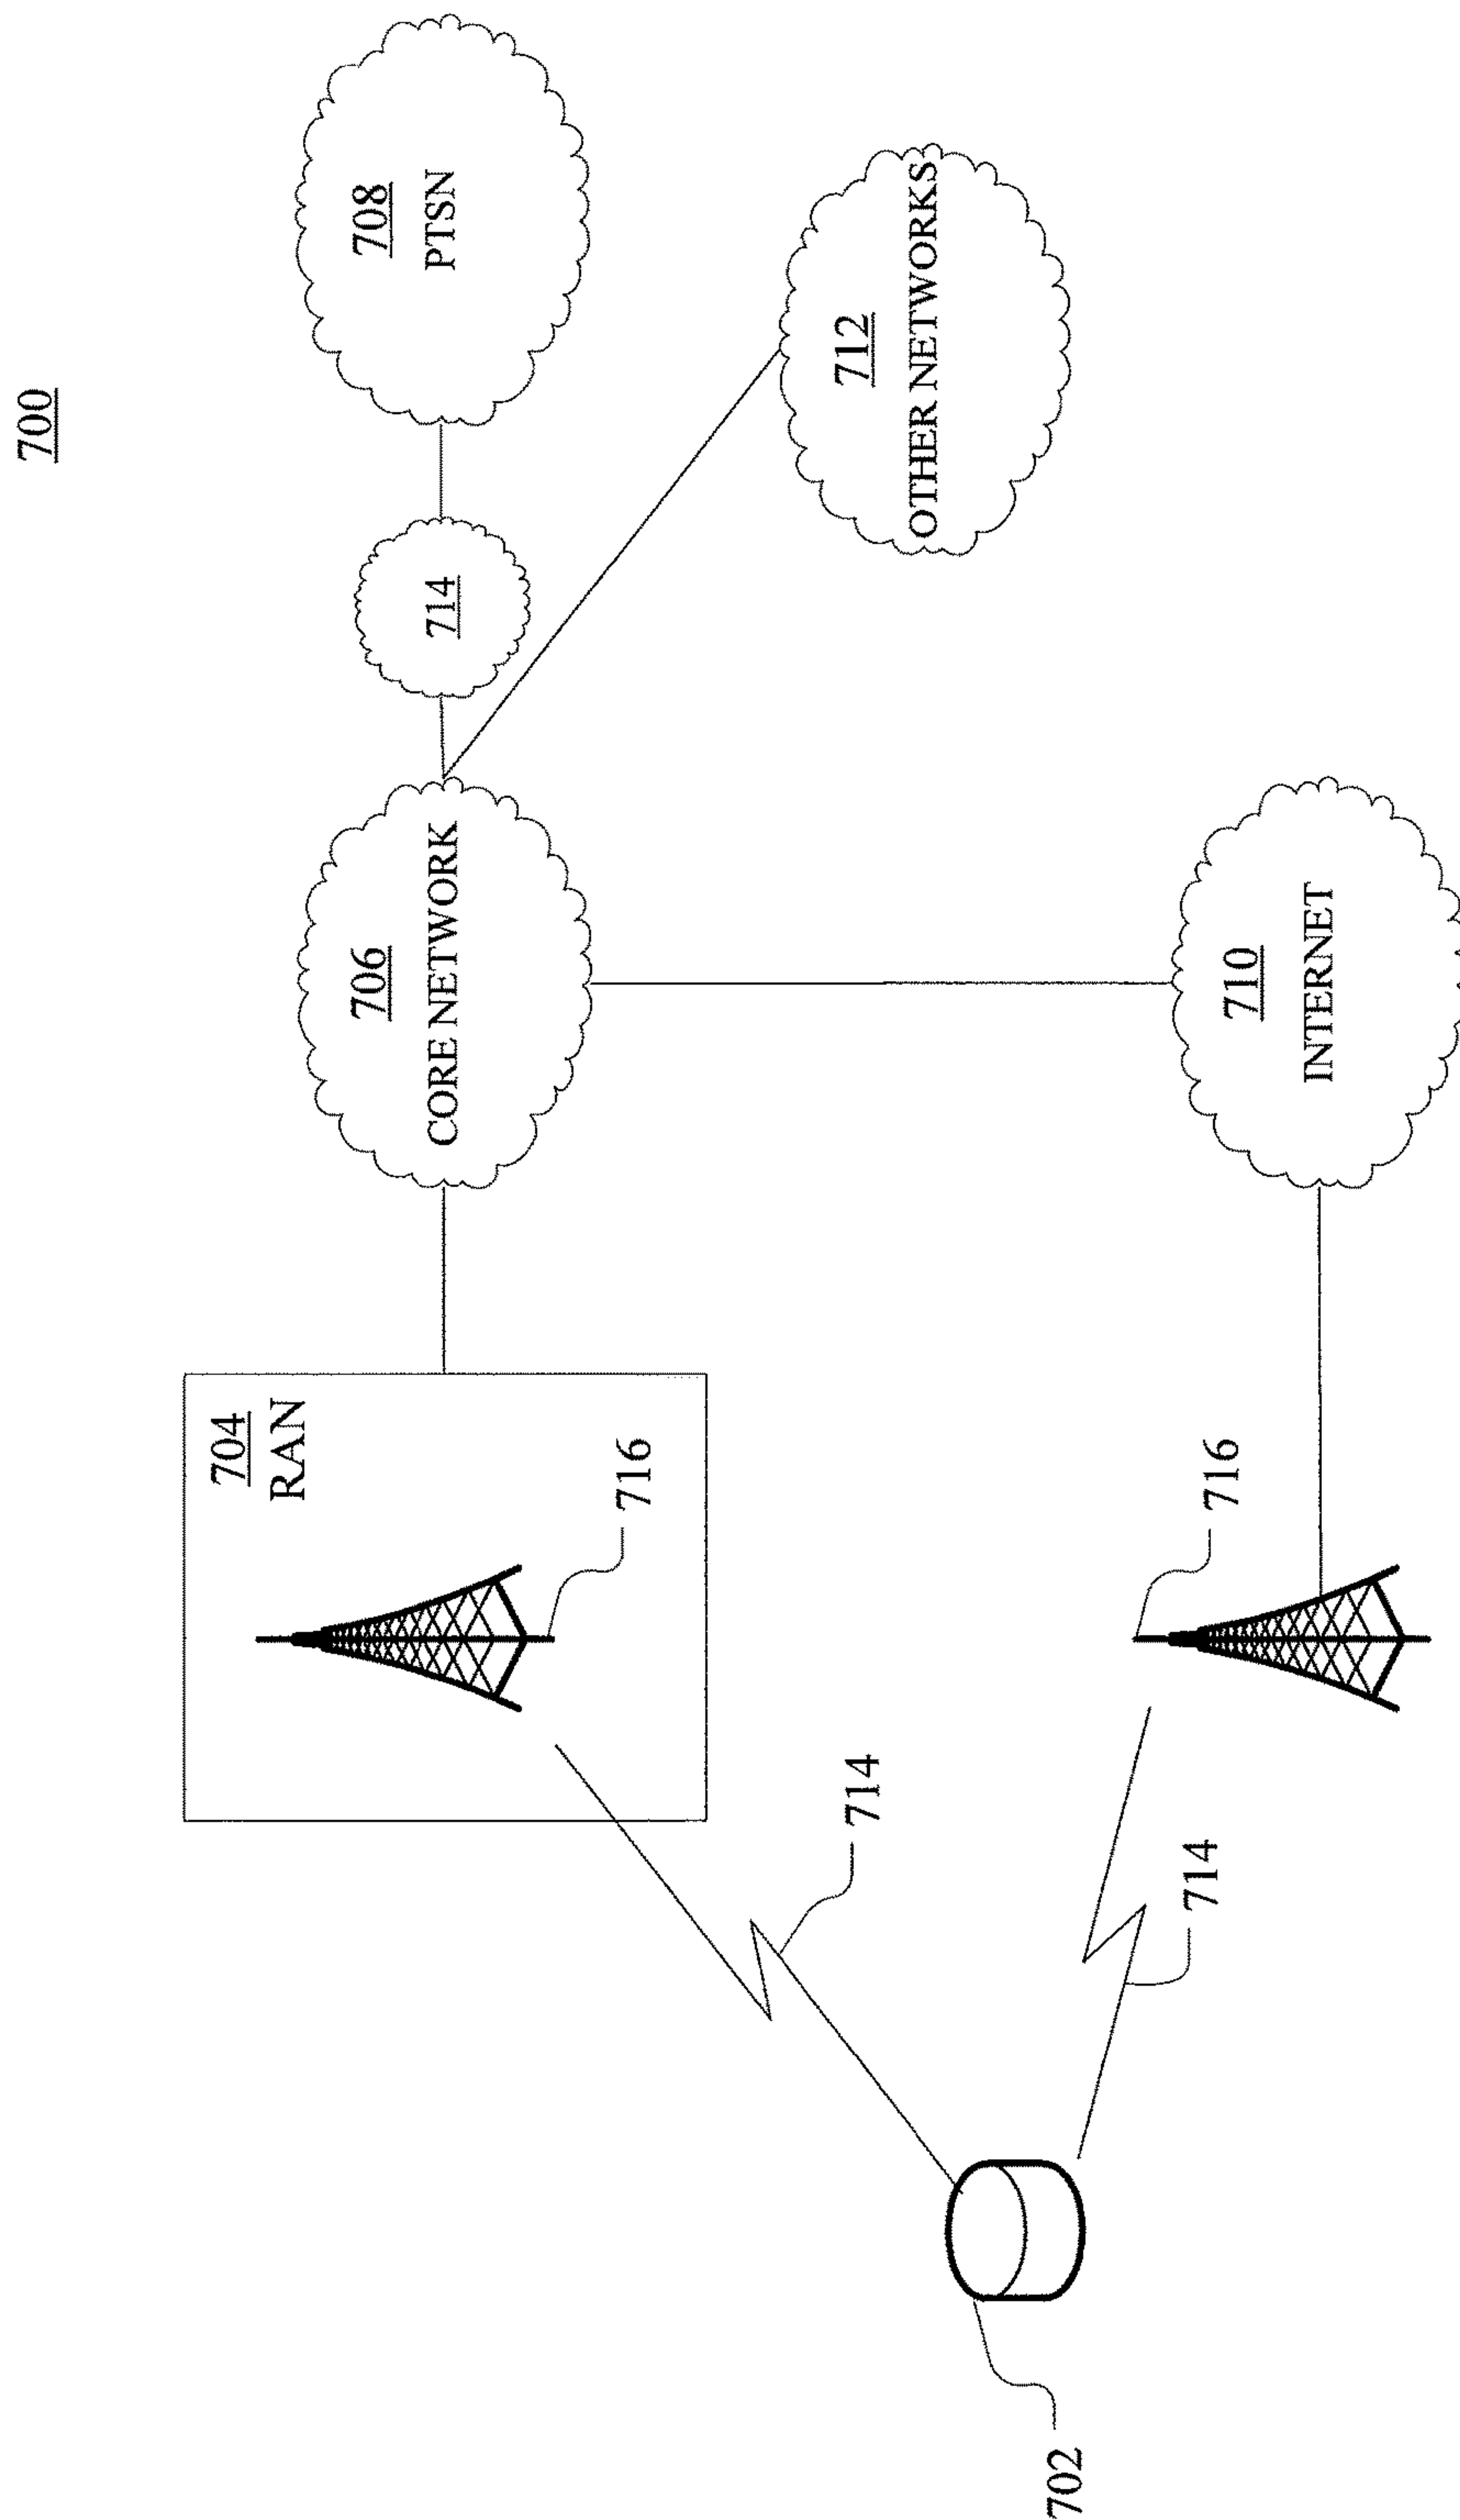 700
704
RAN
716
706
CORE NETWORK
714
708
PTSN
712
OTHER NETWORKS
714
702
714
716
710
INTERNET